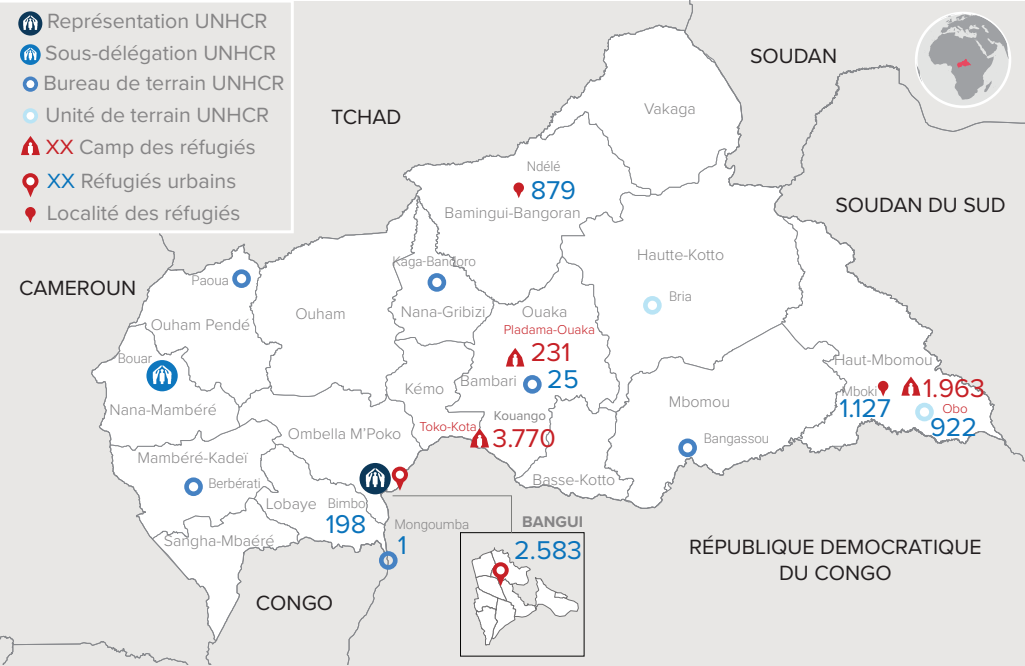 Représentation UNHCR
Sous-délégation UNHCR
Bureau de terrain UNHCR
Unité de terrain UNHCR
XX Camp des réfugiés
XX Réfugiés urbains
Localité des réfugiés
SOUDAN
TCHAD
Vakaga
Ndélé
879
Bamingui-Bangoran
SOUDAN DU SUD
CAMEROUN
Kaga-Bandoro
Hautte-Kotto
Paoua
Bria
Ouham
Nana-Gribizi
Ouaka
Ouham Pendé
Pladama-Ouaka
231
Bouar
Haut-Mbomou
Kémo
Bambari
25
Mboki
1.963
Nana-Mambéré
Mbomou
1.127
Obo
Kouango
Toko-Kota
3.770
922
Ombella M'Poko
Bangassou
Mambéré-Kadeï
Basse-Kotto
Berbérati
Lobaye
Bimbo
198
Mongoumba
1
BANGUI
2.583
Sangha-Mbaéré
RÉPUBLIQUE DEMOCRATIQUE
DU CONGO
CONGO